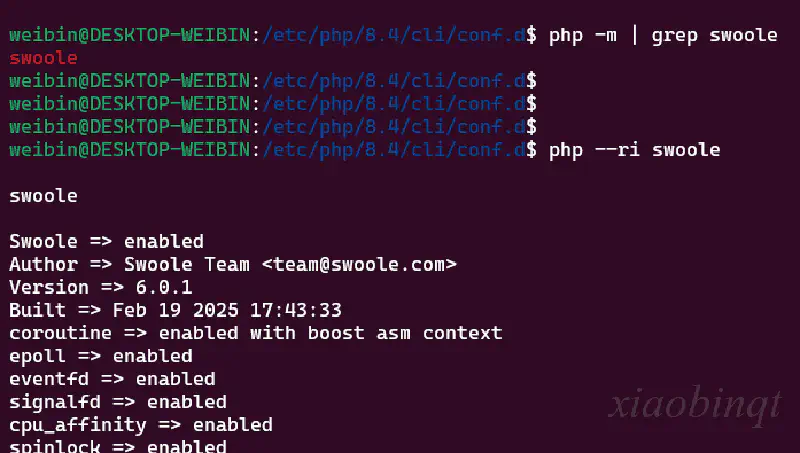 weibin@DESKTOP-WEIBIN:/etc/php/8.4/cli/conf.d$ php -m | grep swoole
swoole
weibin@DESKTOP-WEIBIN:/etc/php/8.4/cli/conf.d$
weibin@DESKTOP-WEIBIN:/etc/php/8.4/cli/conf.d$
weibin@DESKTOP-WEIBIN:/etc/php/8.4/cli/conf.d$
weibin@DESKTOP-WEIBIN:/etc/php/8.4/cli/conf.d$ php --ri swoole
swoole
Swoole => enabled
Author => Swoole Team <team@swoole.com>
Version => 6.0.1
Built => Feb 19 2025 17:43:33
coroutine => enabled with boost asm context
epoll => enabled
eventfd => enabled
signalfd => enabled
cpu_affinity => enabled
spinlock => enabled
xiaobinqt